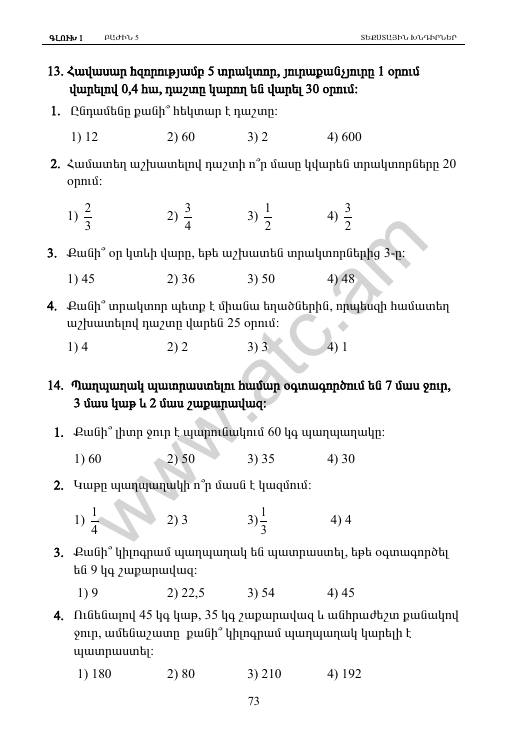 ԳԼՈՒԽ 1 ԲԱԺԻՆ 5 ՏԵՔՍՏԱՅԻՆ ԽՆԴԻՐՆԵՐ
13. Հավասար հզորությամբ 5 տրակտոր, յուրաքանչյուրը 1 օրում
վարելով 0,4 հա, դաշտը կարող են վարել 30 օրում:
1. Ընդամենը քանի՞ հեկտար է դաշտը:
1) 12 2) 60 3) 2 4) 600
2. Համատեղ աշխատելով դաշտի ո՞ր մասը կվարեն տրակտորները 20
օրում:
1) 2/3 2) 3/4 3) 1/2 4) 3/2
3. Քանի՞ օր կտևի վարը, եթե աշխատեն տրակտորներից 3-ը:
1) 45 2) 36 3) 50 4) 48
4. Քանի՞ տրակտոր պետք է միանա եղածներին, որպեսզի համատեղ
աշխատելով դաշտը վարեն 25 օրում:
1) 4 2) 2 3) 3 4) 1
14. Պաղպաղակ պատրաստելու համար օգտագործում են 7 մաս ջուր,
3 մաս կաթ և 2 մաս շաքարավազ:
1. Քանի՞ լիտր ջուր է պարունակում 60 կգ պաղպաղակը:
1) 60 2) 50 3) 35 4) 30
2. Կաթը պաղպաղակի ո՞ր մասն է կազմում:
1) 1/4 2) 3 3) 1/3 4) 4
3. Քանի՞ կիլոգրամ պաղպաղակ են պատրաստել, եթե օգտագործել
են 9 կգ շաքարավազ:
1) 9 2) 22,5 3) 54 4) 45
4. Ունենալով 45 կգ կաթ, 35 կգ շաքարավազ և անհրաժեշտ քանակով
ջուր, ամենաշատը քանի՞ կիլոգրամ պաղպաղակ կարելի է
պատրաստել:
1) 180 2) 80 3) 210 4) 192
73
www.atc.am